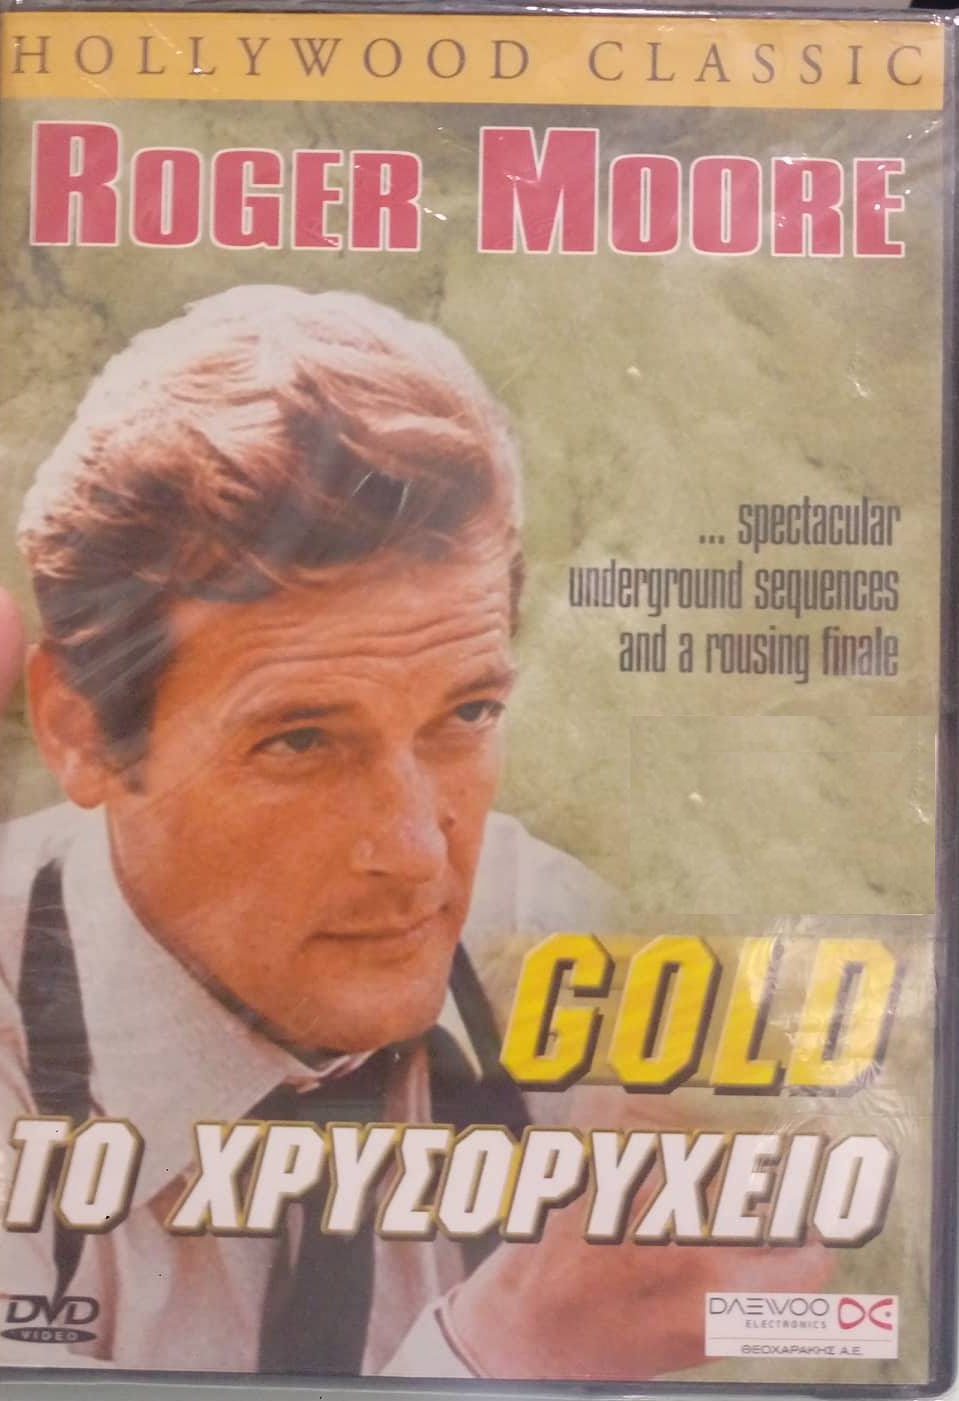 HOLLYWOOD CLASSIC
ROGER MOORE
... spectacular
underground sequences
and a rousing finale
GOLD
ΤΟ ΧΡΥΣΟΡΥΧΕΙΟ
DVD
VIDEO
DAEWOO
ELECTRONICS
ΘΕΟΧΑΡΑΚΗΣ Α.Ε.